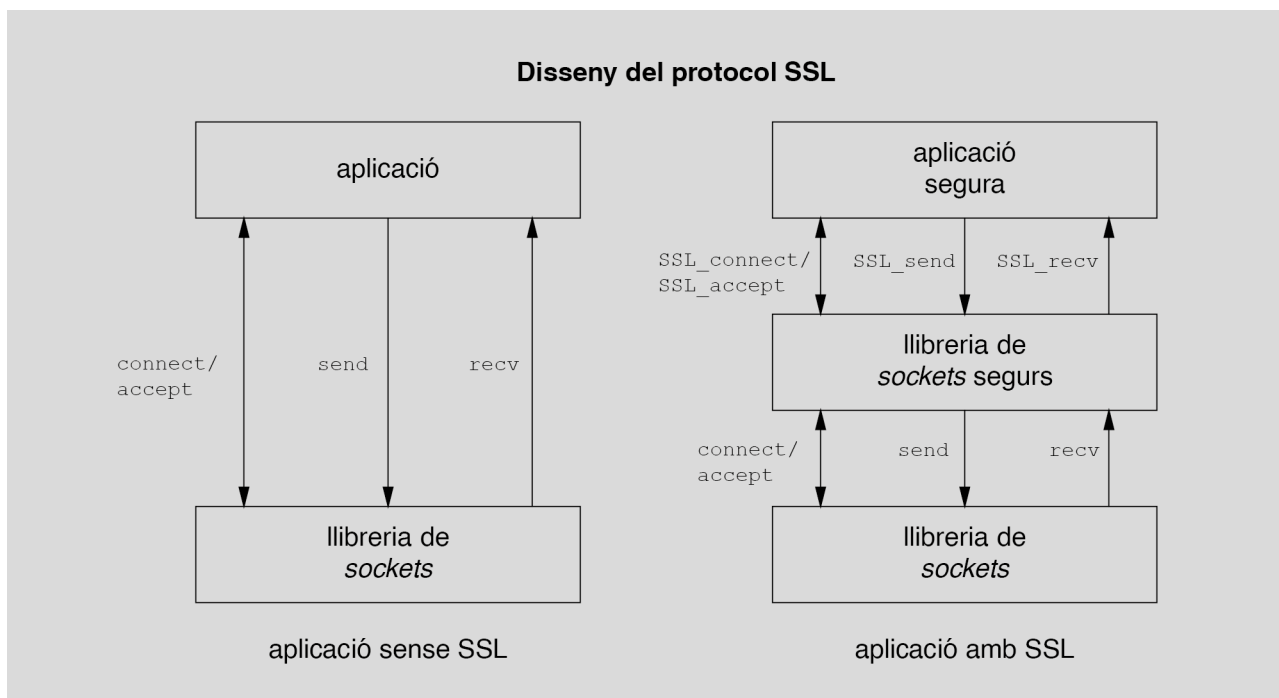 Disseny del protocol SSL
aplicació
connect/
accept
send
recv
llibreria de
sockets
aplicació sense SSL
aplicació
segura
SSL_connect/
SSL_accept
SSL_send
SSL_recv
llibreria de
sockets segurs
connect/
accept
send
recv
llibreria de
sockets
aplicació amb SSL